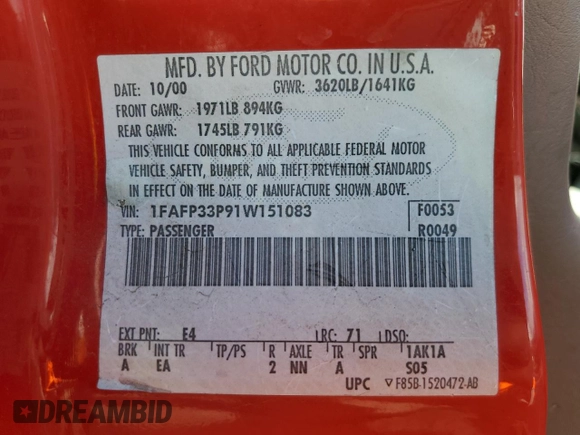 MFD. BY FORD MOTOR CO. IN U.S.A.
DATE: 10/00 GVWR: 3620LB/1641KG
FRONT GAWR: 1971LB 894KG
REAR GAWR: 1745LB 791KG
THIS VEHICLE CONFORMS TO ALL APPLICABLE FEDERAL MOTOR
VEHICLE SAFETY, BUMPER, AND THEFT PREVENTION STANDARDS
IN EFFECT ON THE DATE OF MANUFACTURE SHOWN ABOVE.
VIN: 1FAFP33P91W151083 F0053
TYPE: PASSENGER R0049
EXT PNT: E4 RC: 71 DSO:
BRK INT TR TP/PS R AXLE TR SPR 1AK1A
A EA 2 NN A S05
UPC F85B-1520472-AB
DREAMBID